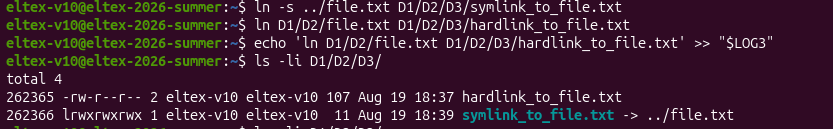 eltex-v10@eltex-2026-summer:~$ ln -s ../file.txt D1/D2/D3/symlink_to_file.txt
eltex-v10@eltex-2026-summer:~$ ln D1/D2/file.txt D1/D2/D3/hardlink_to_file.txt
eltex-v10@eltex-2026-summer:~$ echo 'ln D1/D2/file.txt D1/D2/D3/hardlink_to_file.txt' >> "$LOG3"
eltex-v10@eltex-2026-summer:~$ ls -li D1/D2/D3/
total 4
262365 -rw-r--r-- 2 eltex-v10 eltex-v10 107 Aug 19 18:37 hardlink_to_file.txt
262366 lrwxrwxrwx 1 eltex-v10 eltex-v10  11 Aug 19 18:39 symlink_to_file.txt -> ../file.txt